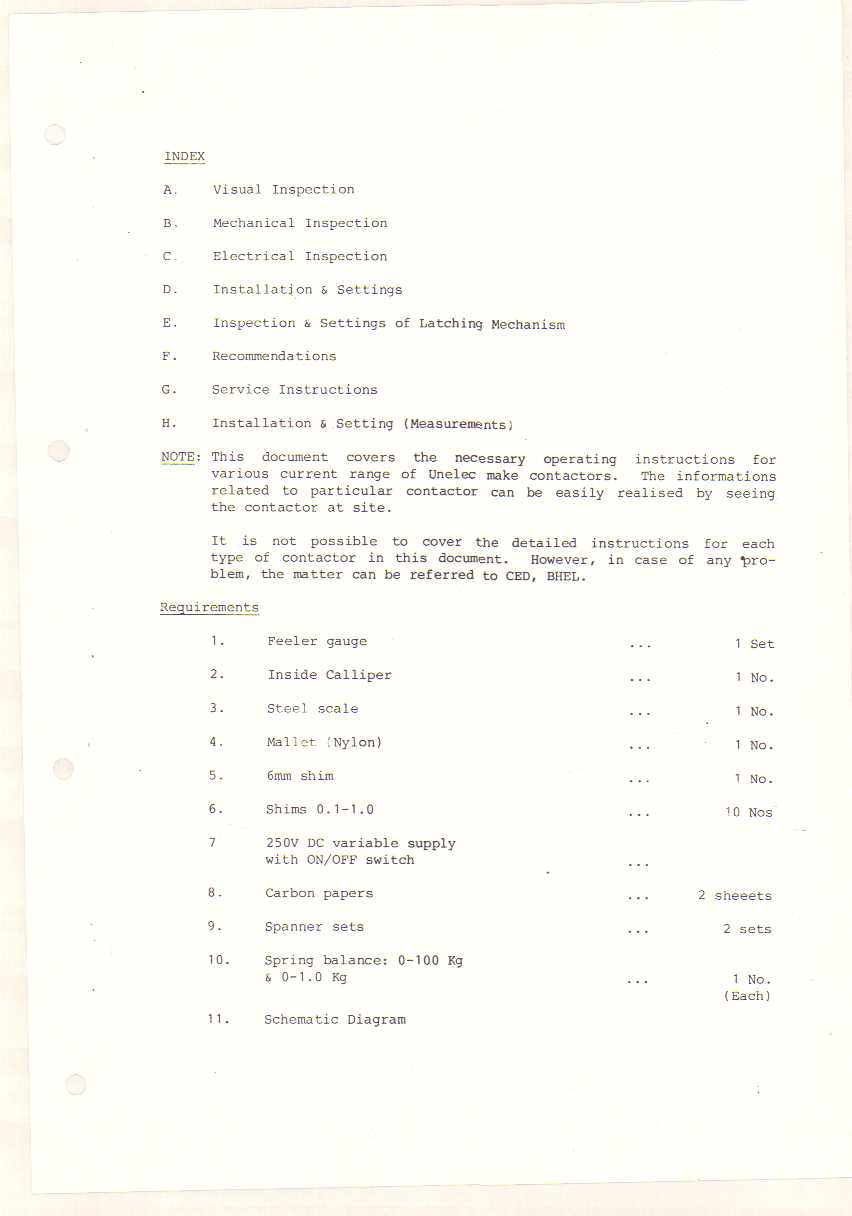 INDEX
A. Visual Inspection
B. Mechanical Inspection
C. Electrical Inspection
D. Installation & Settings
E. Inspection & Settings of Latching Mechanism
F. Recommendations
G. Service Instructions
H. Installation & Setting (Measurements)
NOTE: This document covers the necessary operating instructions for
various current range of Unelec make contactors. The informations
related to particular contactor can be easily realised by seeing
the contactor at site.
It is not possible to cover the detailed instructions for each
type of contactor in this document. However, in case of any pro-
blem, the matter can be referred to CED, BHEL.
Requirements
1. Feeler gauge ... 1 Set
2. Inside Calliper ... 1 No.
3. Steel scale ... 1 No.
4. Mallet (Nylon) ... 1 No.
5. 6mm shim ... 1 No.
6. Shims 0.1-1.0 ... 10 Nos
7 250V DC variable supply
with ON/OFF switch ...
8. Carbon papers ... 2 sheeets
9. Spanner sets ... 2 sets
10. Spring balance: 0-100 Kg
& 0-1.0 Kg ... 1 No.
(Each)
11. Schematic Diagram